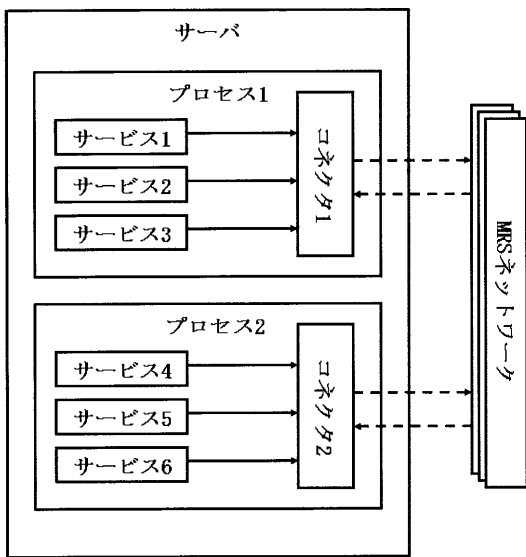 サーバ
プロセス1
サービス1
サービス2
サービス3
コネクタ1
プロセス2
サービス4
サービス5
サービス6
コネクタ2
MRSネットワーク